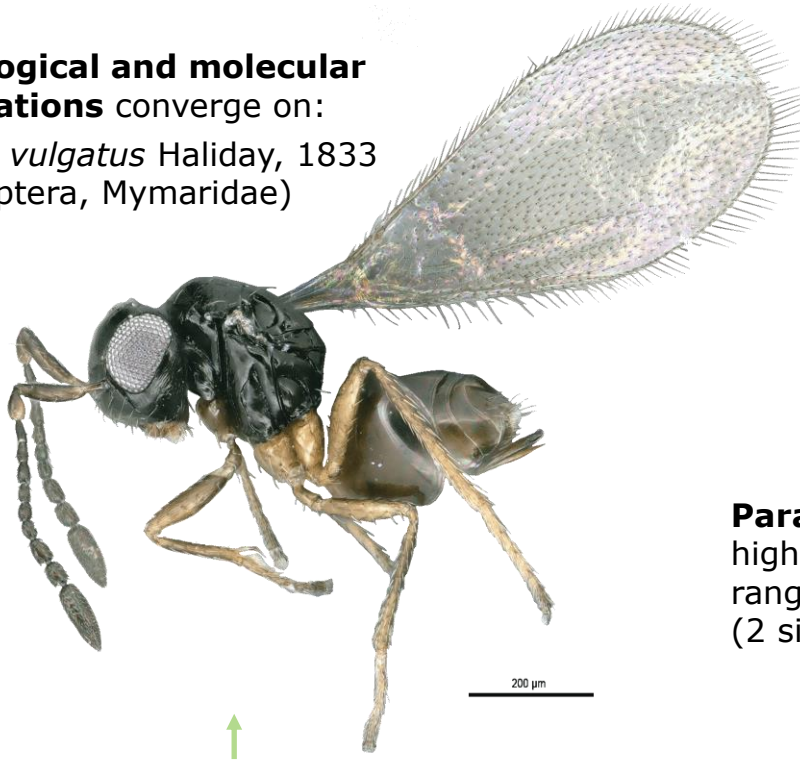 ogical and molecular
ations converge on:
vulgatus Haliday, 1833
ptera, Mymaridae)
Para
high
rang
(2 si
200 µm